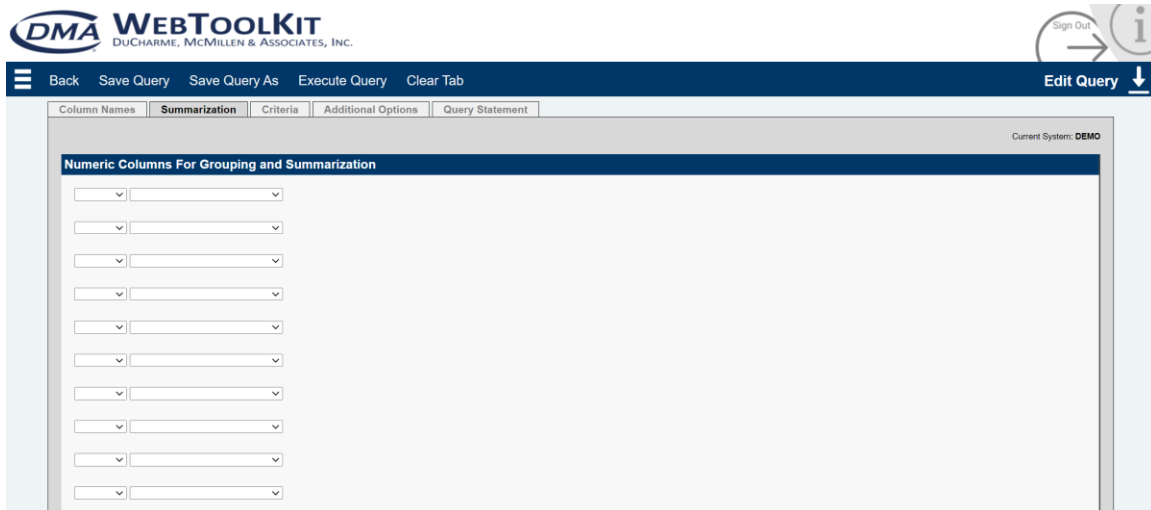 DMA WEBTOOLKIT
DUCHARME, MCMILLEN & ASSOCIATES, INC.
Sign Out
i
Back Save Query Save Query As Execute Query Clear Tab Edit Query
Column Names Summarization Criteria Additional Options Query Statement
Current System: DEMO
Numeric Columns For Grouping and Summarization